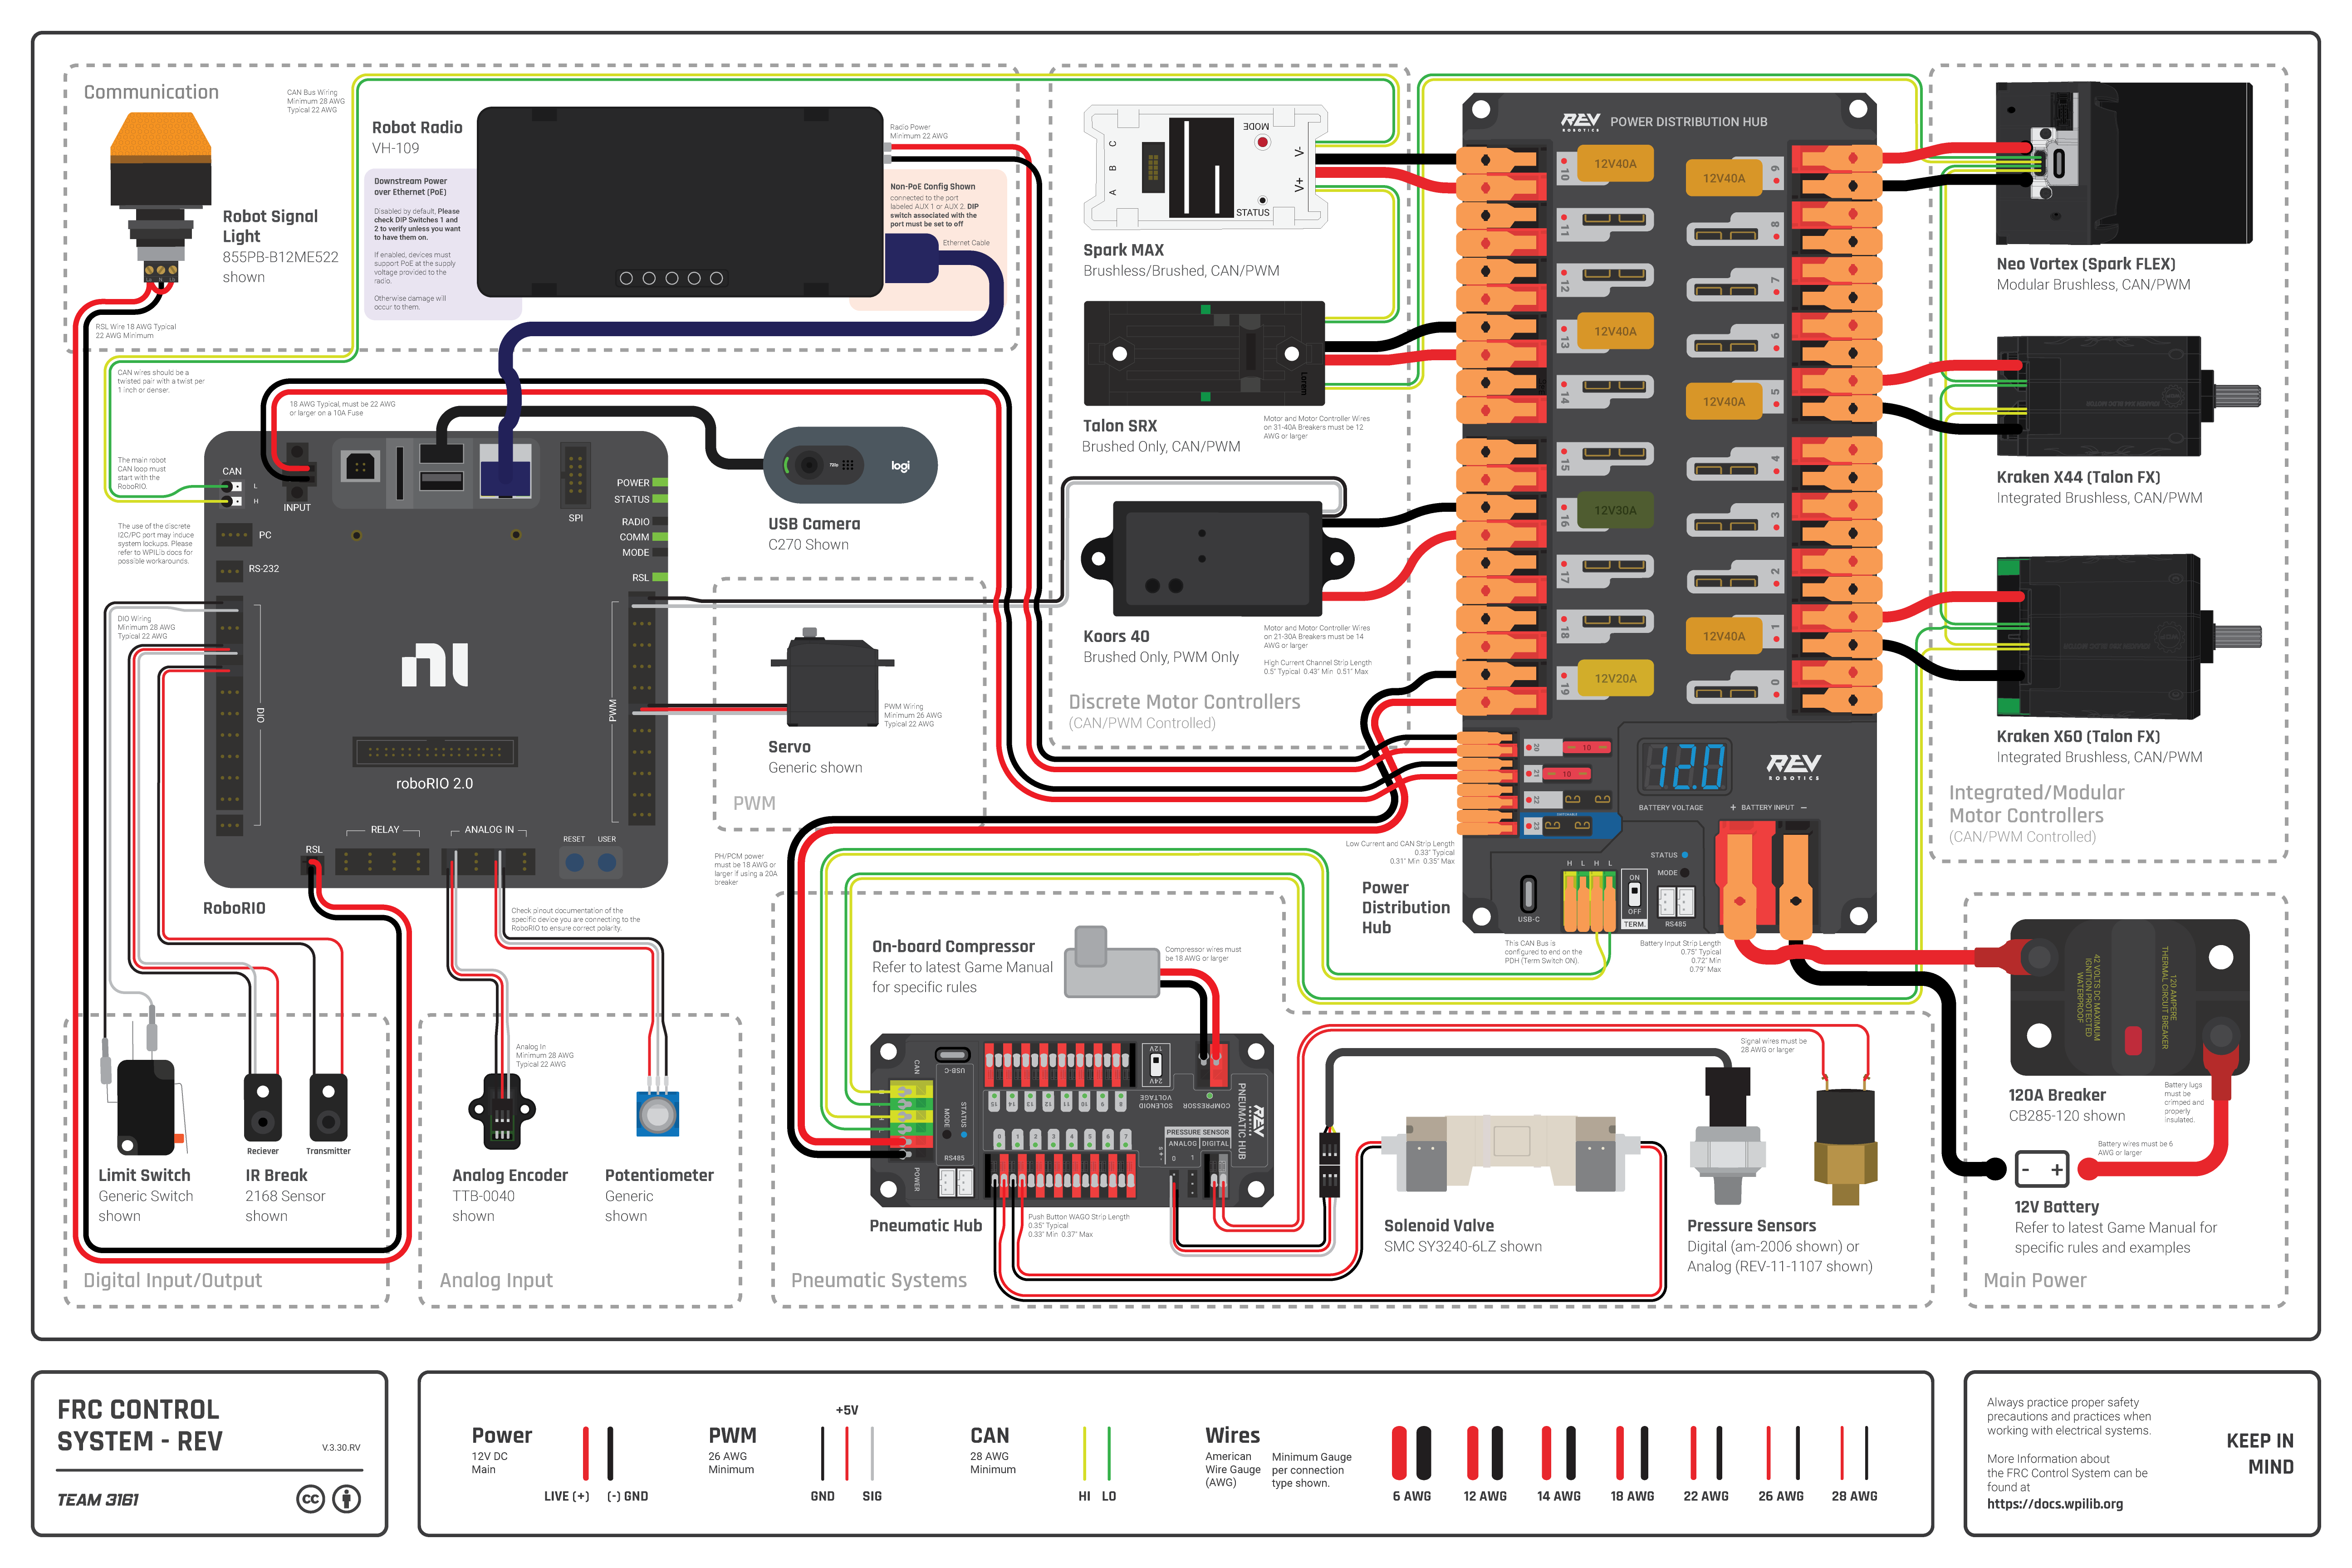 Communication
CAN Bus Wiring
Minimum 28 AWG
Typical 22 AWG
Robot Radio
VH-109
Downstream Power
over Ethernet (PoE)
Disabled by default, Please
check DIP Switches 1 and
2 to verify unless you want
to have them on.
If enabled, devices must
support PoE at the supply
voltage provided to the
radio.
Otherwise damage will
occur to them.
Radio Power
Minimum 22 AWG
Non-PoE Config Shown
connected to the port
labeled AUX 1 or AUX 2. DIP
switch associated with the
port must be set to off
Ethernet Cable
Robot Signal
Light
855PB-B12ME522
shown
RSL Wire 18 AWG Typical
22 AWG Minimum
CAN wires should be a
twisted pair with a twist per
1 inch or denser.
18 AWG Typical, must be 22 AWG
or larger on a 10A Fuse
The main robot
CAN loop must
start with the
RoboRIO.
The use of the discrete
I2C/PC port may induce
system lockups. Please
refer to WPILib docs for
possible workarounds.
CAN
L
H
INPUT
PC
RS-232
SPI
POWER
STATUS
RADIO
COMM
MODE
RSL
DIO
PWM
roboRIO 2.0
RELAY
ANALOG IN
RESET
USER
RSL
RoboRIO
DIO Wiring
Minimum 28 AWG
Typical 22 AWG
720p
logi
USB Camera
C270 Shown
PWM Wiring
Minimum 26 AWG
Typical 22 AWG
Servo
Generic shown
PWM
PH/PCM power
must be 18 AWG or
larger if using a 20A
breaker
Check pinout documentation of the
specific device you are connecting to the
RoboRIO to ensure correct polarity.
Analog In
Minimum 28 AWG
Typical 22 AWG
Limit Switch
Generic Switch
shown
Reciever
Transmitter
IR Break
2168 Sensor
shown
Digital Input/Output
Analog Encoder
TTB-0040
shown
Potentiometer
Generic
shown
Analog Input
A B C
MODE
STATUS
V-
V+
Spark MAX
Brushless/Brushed, CAN/PWM
Talon SRX
Brushed Only, CAN/PWM
Motor and Motor Controller Wires
on 31-40A Breakers must be 12
AWG or larger
Koors 40
Brushed Only, PWM Only
Motor and Motor Controller Wires
on 21-30A Breakers must be 14
AWG or larger
High Current Channel Strip Length
0.5" Typical 0.43" Min 0.51" Max
Discrete Motor Controllers
(CAN/PWM Controlled)
REV
ROBOTICS
POWER DISTRIBUTION HUB
10
12V40A
12V40A
9
11
8
12
7
13
12V40A
6
14
12V40A
5
15
4
16
12V30A
3
17
2
18
12V40A
1
19
12V20A
0
20
10
21
10
22
23
SWITCHABLE
12.0
BATTERY VOLTAGE
REV
ROBOTICS
+ BATTERY INPUT −
STATUS
MODE
H L H L
ON
OFF
TERM.
RS485
USB-C
Low Current and CAN Strip Length
0.33" Typical
0.31" Min 0.35" Max
Power
Distribution
Hub
This CAN Bus is
configured to end on the
PDH (Term Switch ON).
Battery Input Strip Length
0.75" Typical
0.72" Min
0.79" Max
Neo Vortex (Spark FLEX)
Modular Brushless, CAN/PWM
Kraken X44 (Talon FX)
Integrated Brushless, CAN/PWM
Kraken X60 (Talon FX)
Integrated Brushless, CAN/PWM
Integrated/Modular
Motor Controllers
(CAN/PWM Controlled)
On-board Compressor
Refer to latest Game Manual
for specific rules
Compressor wires must
be 18 AWG or larger
CAN
USB-C
MODE
STATUS
RS485
POWER
15 14 13 12 11 10 9 8
0 1 2 3 4 5 6 7
12V
24V
SOLENOID
VOLTAGE
COMPRESSOR
PRESSURE SENSOR
ANALOG
DIGITAL
0 1
REV
PNEUMATIC HUB
Pneumatic Hub
Push Button WAGO Strip Length
0.35" Typical
0.33" Min 0.37" Max
Solenoid Valve
SMC SY3240-6LZ shown
Signal wires must be
28 AWG or larger
Pressure Sensors
Digital (am-2006 shown) or
Analog (REV-11-1107 shown)
Pneumatic Systems
42 VOLTS DC MAXIMUM
IGNITION PROTECTED
WATERPROOF
120 AMPERE
THERMAL CIRCUIT BREAKER
120A Breaker
CB285-120 shown
Battery lugs
must be
crimped and
properly
insulated.
Battery wires must be 6
AWG or larger
- +
12V Battery
Refer to latest Game Manual for
specific rules and examples
Main Power
FRC CONTROL
SYSTEM - REV
V.3.30.RV
TEAM 3161
cc
Power
12V DC
Main
LIVE (+)
(-) GND
PWM
26 AWG
Minimum
+5V
GND
SIG
CAN
28 AWG
Minimum
HI
LO
Wires
American
Wire Gauge
(AWG)
Minimum Gauge
per connection
type shown.
6 AWG
12 AWG
14 AWG
18 AWG
22 AWG
26 AWG
28 AWG
Always practice proper safety
precautions and practices when
working with electrical systems.
More Information about
the FRC Control System can be
found at
https://docs.wpilib.org
KEEP IN
MIND